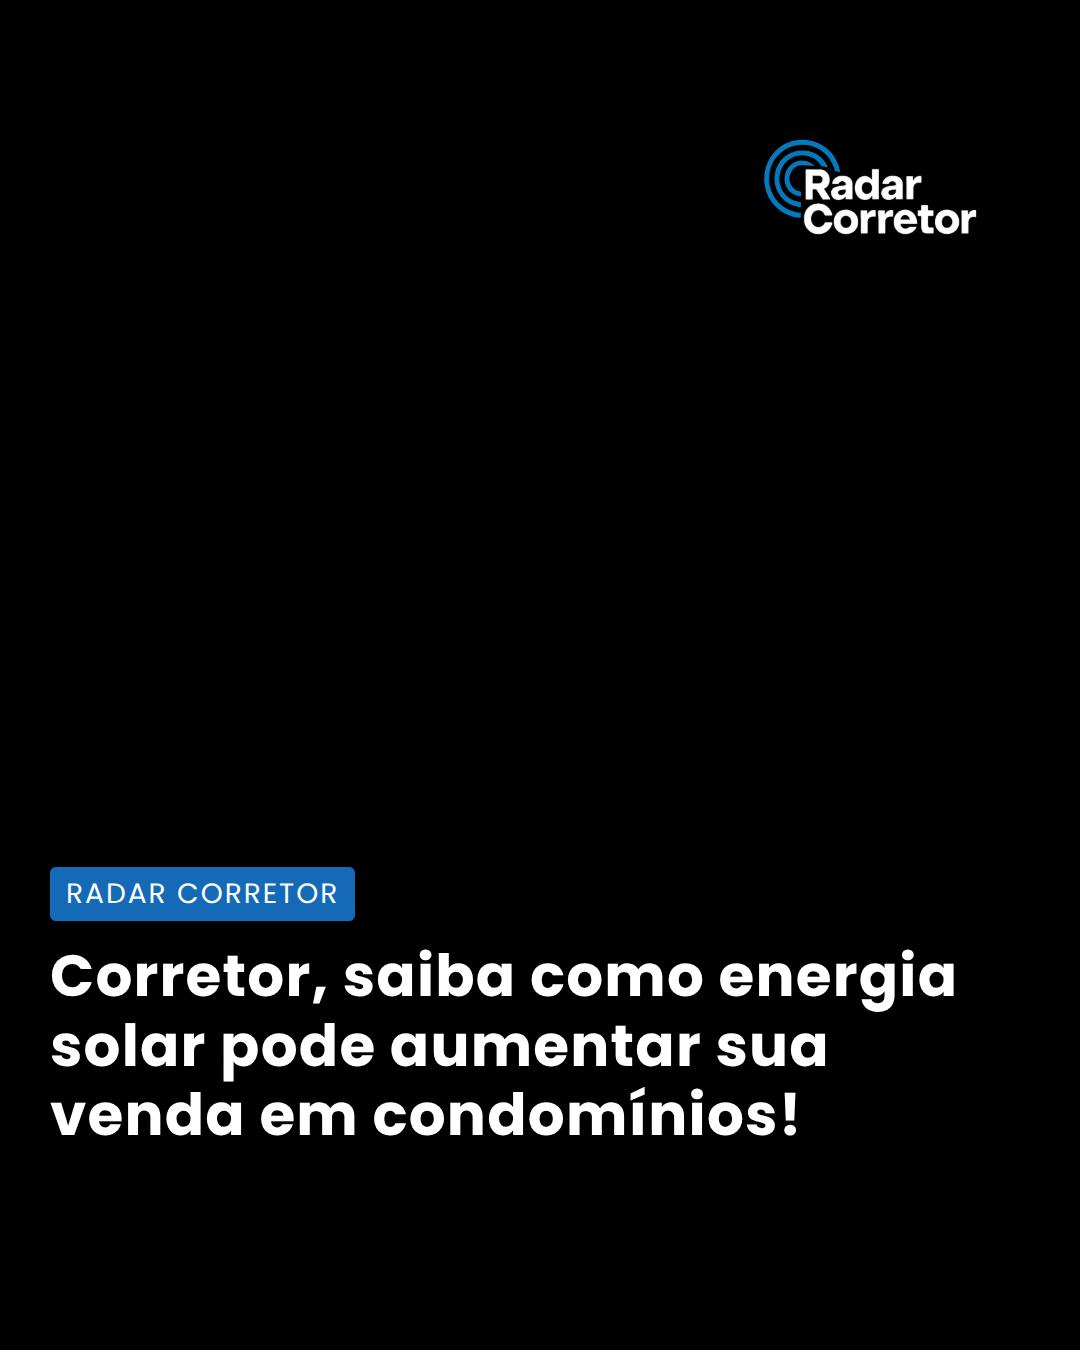 Radar
Corretor
RADAR CORRETOR
Corretor, saiba como energia
solar pode aumentar sua
venda em condomínios!